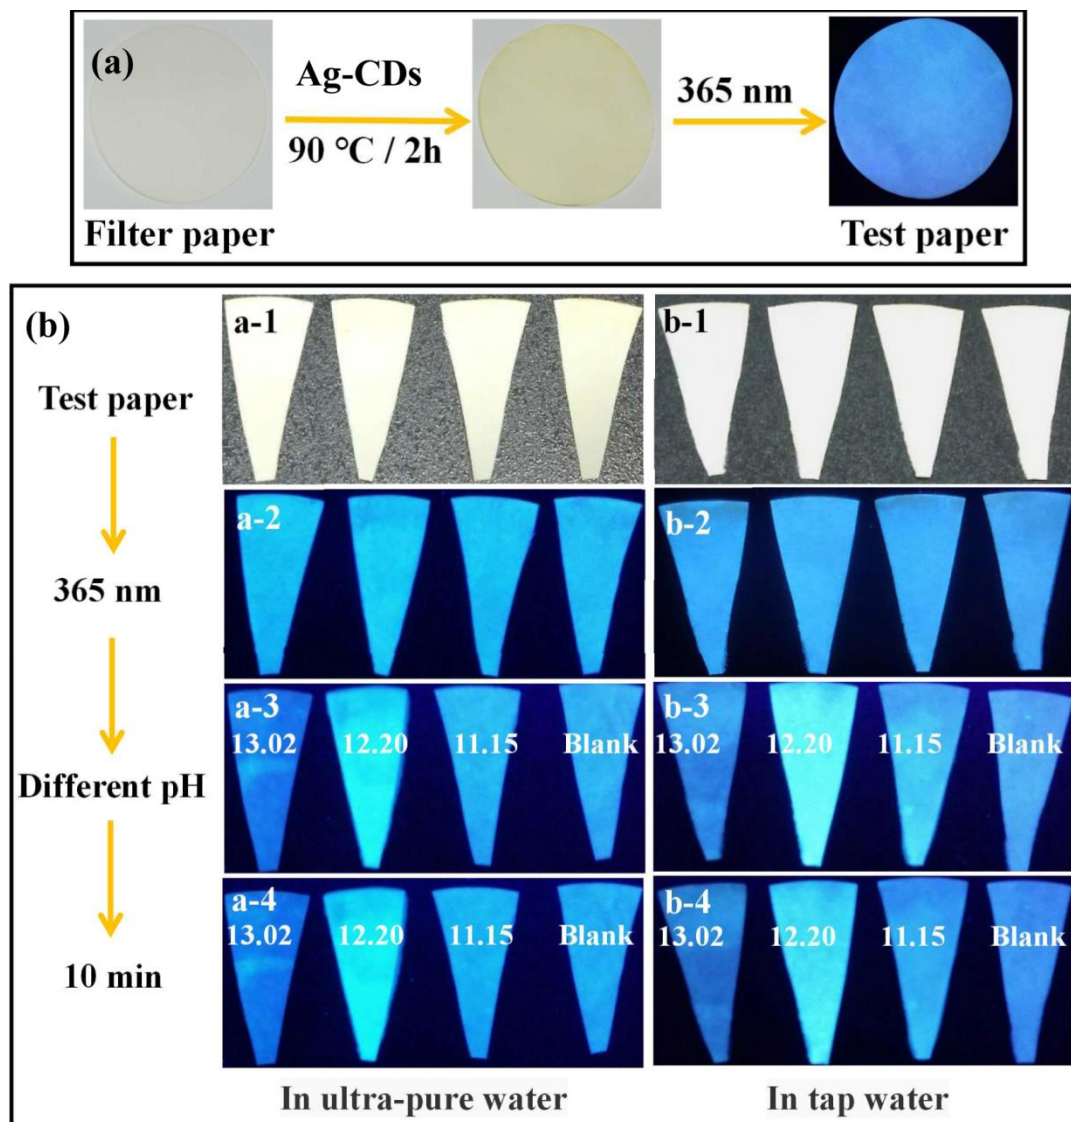 (a)
Ag-CDs
90 °C / 2h
365 nm
Filter paper
Test paper
(b)
a-1
b-1
Test paper
a-2
b-2
365 nm
a-3
b-3
13.02 12.20 11.15 Blank
13.02 12.20 11.15 Blank
Different pH
a-4
b-4
13.02 12.20 11.15 Blank
13.02 12.20 11.15 Blank
10 min
In ultra-pure water
In tap water